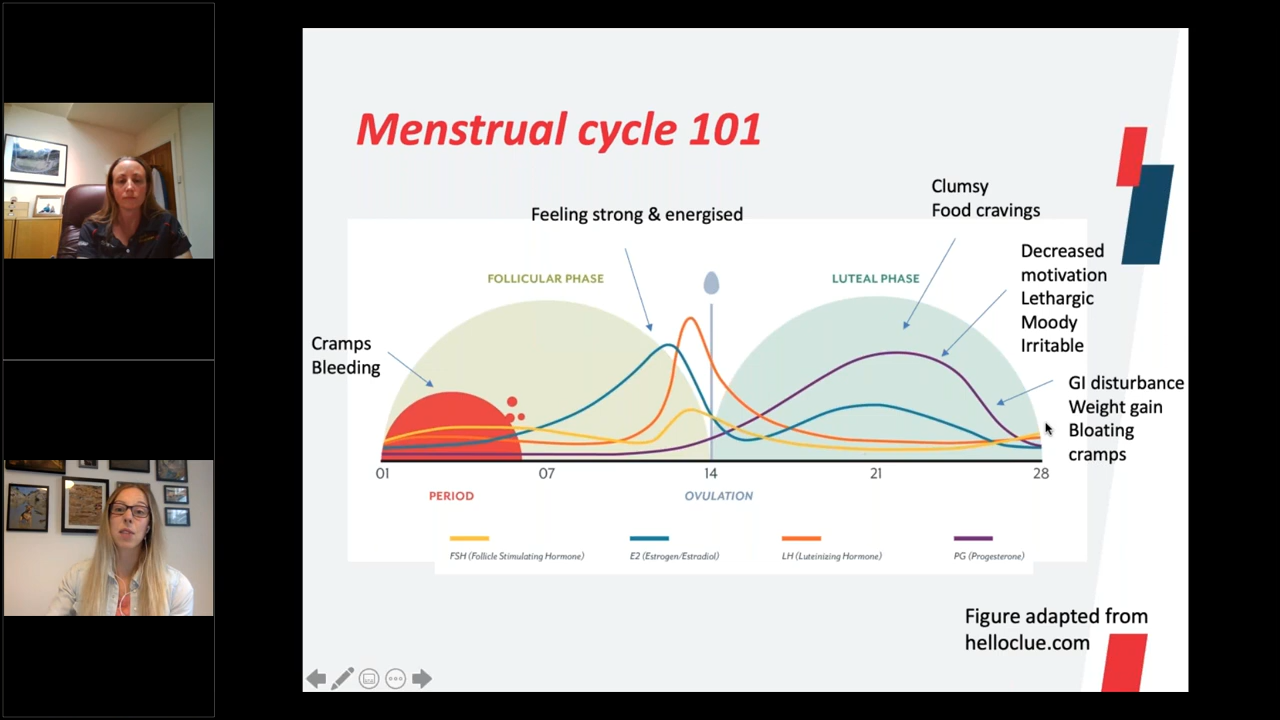 Menstrual cycle 101
Clumsy
Food cravings
Feeling strong & energised
Decreased
motivation
Lethargic
Moody
Irritable
FOLLICULAR PHASE
LUTEAL PHASE
Cramps
Bleeding
GI disturbance
Weight gain
Bloating
cramps
01 07 14 21 28
PERIOD
OVULATION
FSH (Follicle Stimulating Hormone)
E2 (Estrogen/Estradiol)
LH (Luteinizing Hormone)
PG (Progesterone)
Figure adapted from
helloclue.com